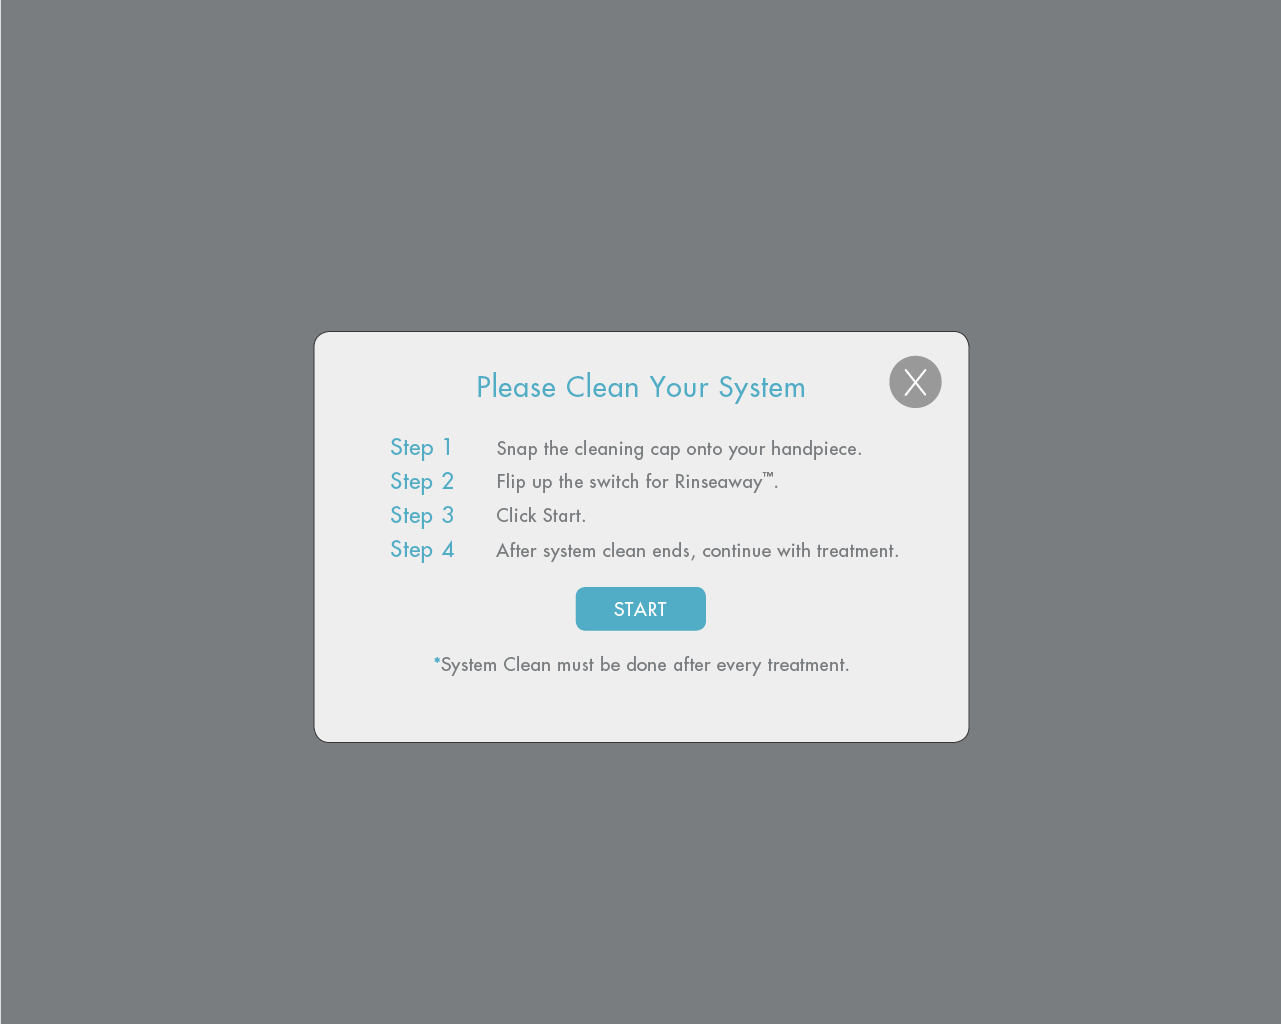 Please Clean Your System
X
Step 1 Snap the cleaning cap onto your handpiece.
Step 2 Flip up the switch for Rinseaway™.
Step 3 Click Start.
Step 4 After system clean ends, continue with treatment.
START
*System Clean must be done after every treatment.